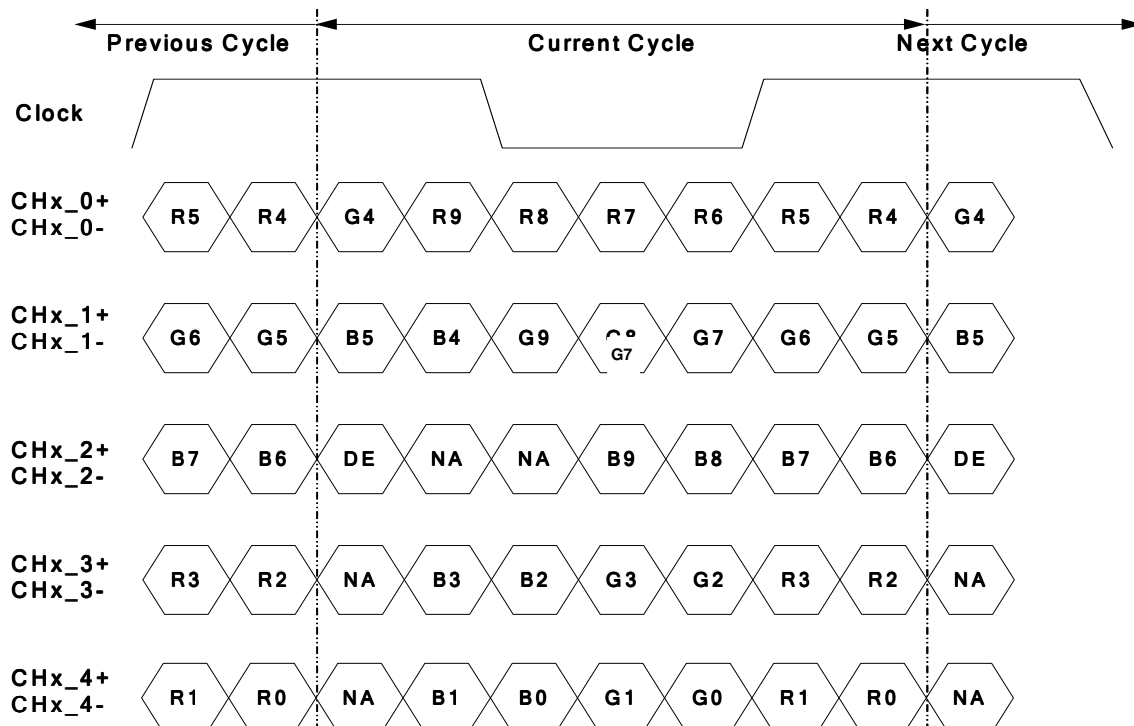 Previous Cycle Current Cycle Next Cycle
Clock
CHx_0+
CHx_0-
R5 R4 G4 R9 R8 R7 R6 R5 R4 G4
CHx_1+
CHx_1-
G6 G5 B5 B4 G9 G7 G7 G6 G5 B5
CHx_2+
CHx_2-
B7 B6 DE NA NA B9 B8 B7 B6 DE
CHx_3+
CHx_3-
R3 R2 NA B3 B2 G3 G2 R3 R2 NA
CHx_4+
CHx_4-
R1 R0 NA B1 B0 G1 G0 R1 R0 NA